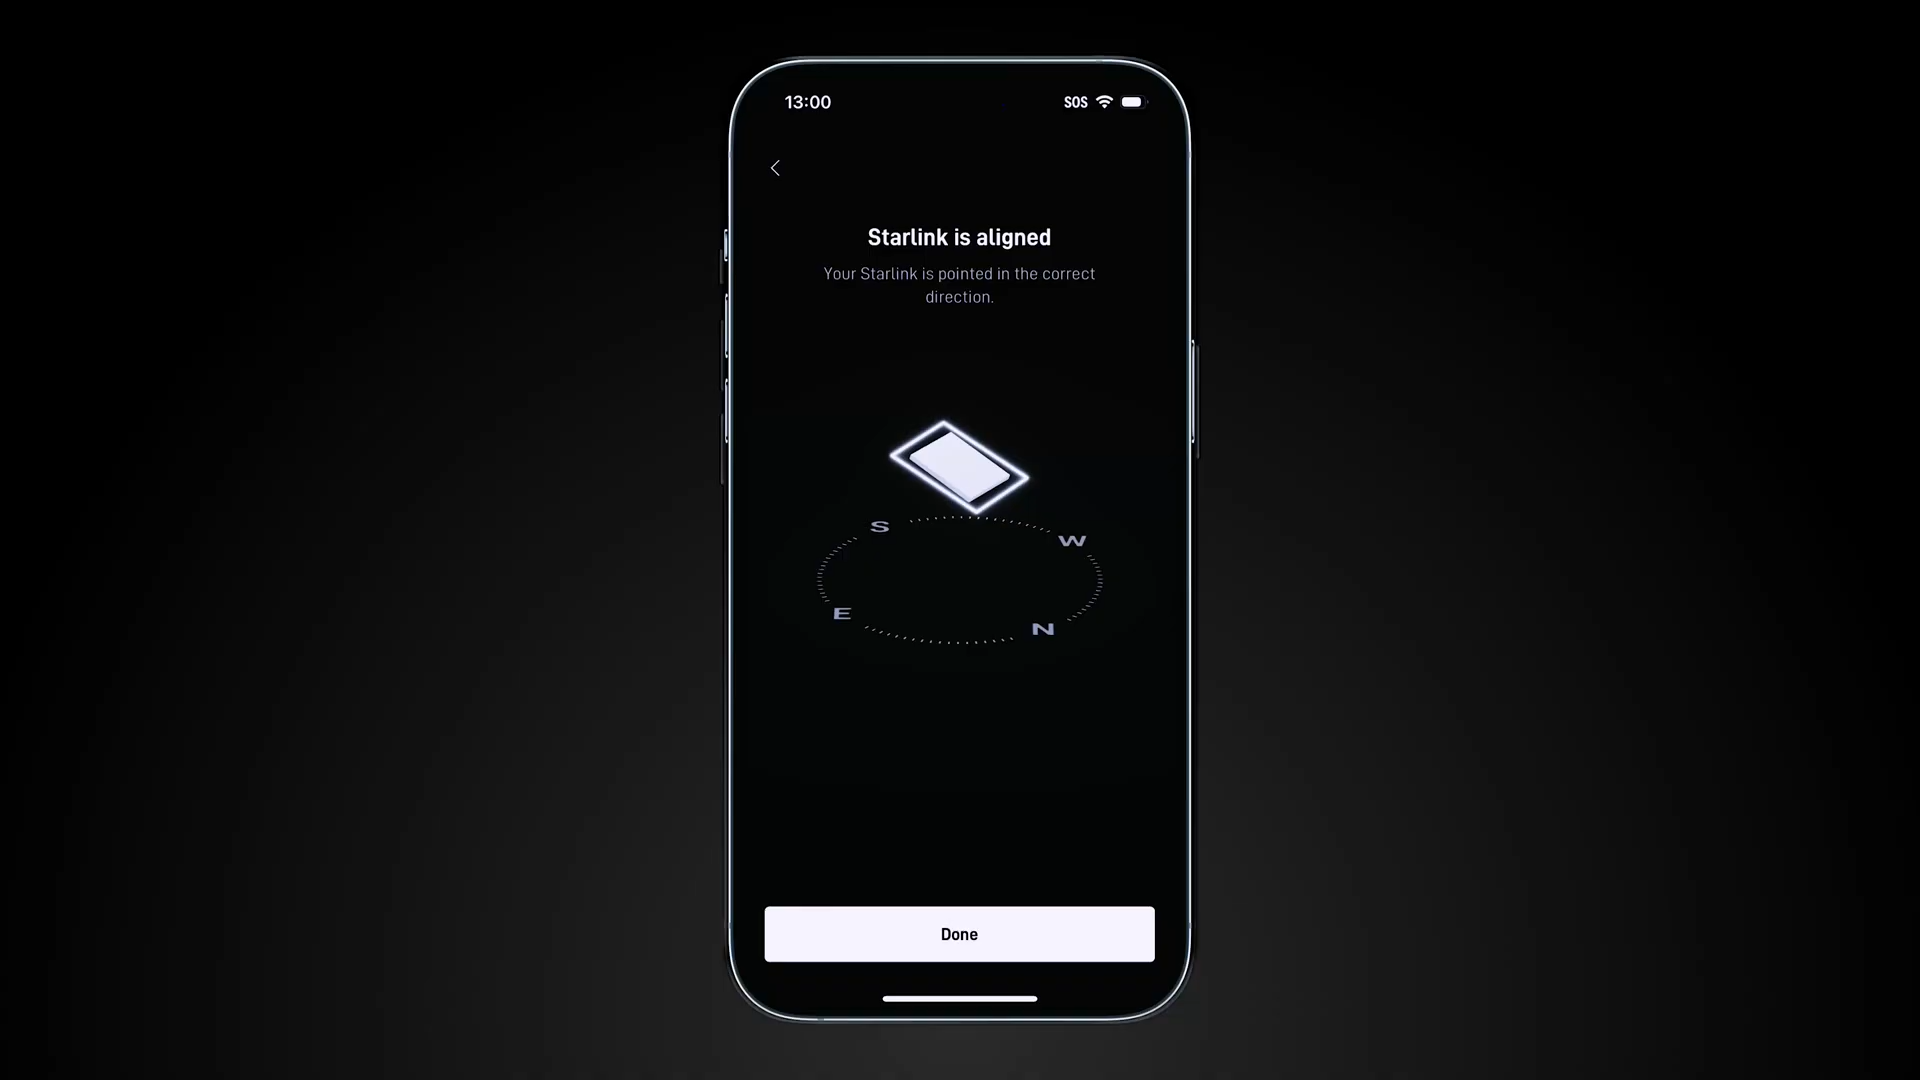 13:00 SOS
Starlink is aligned
Your Starlink is pointed in the correct
direction.
S
W
E
N
Done